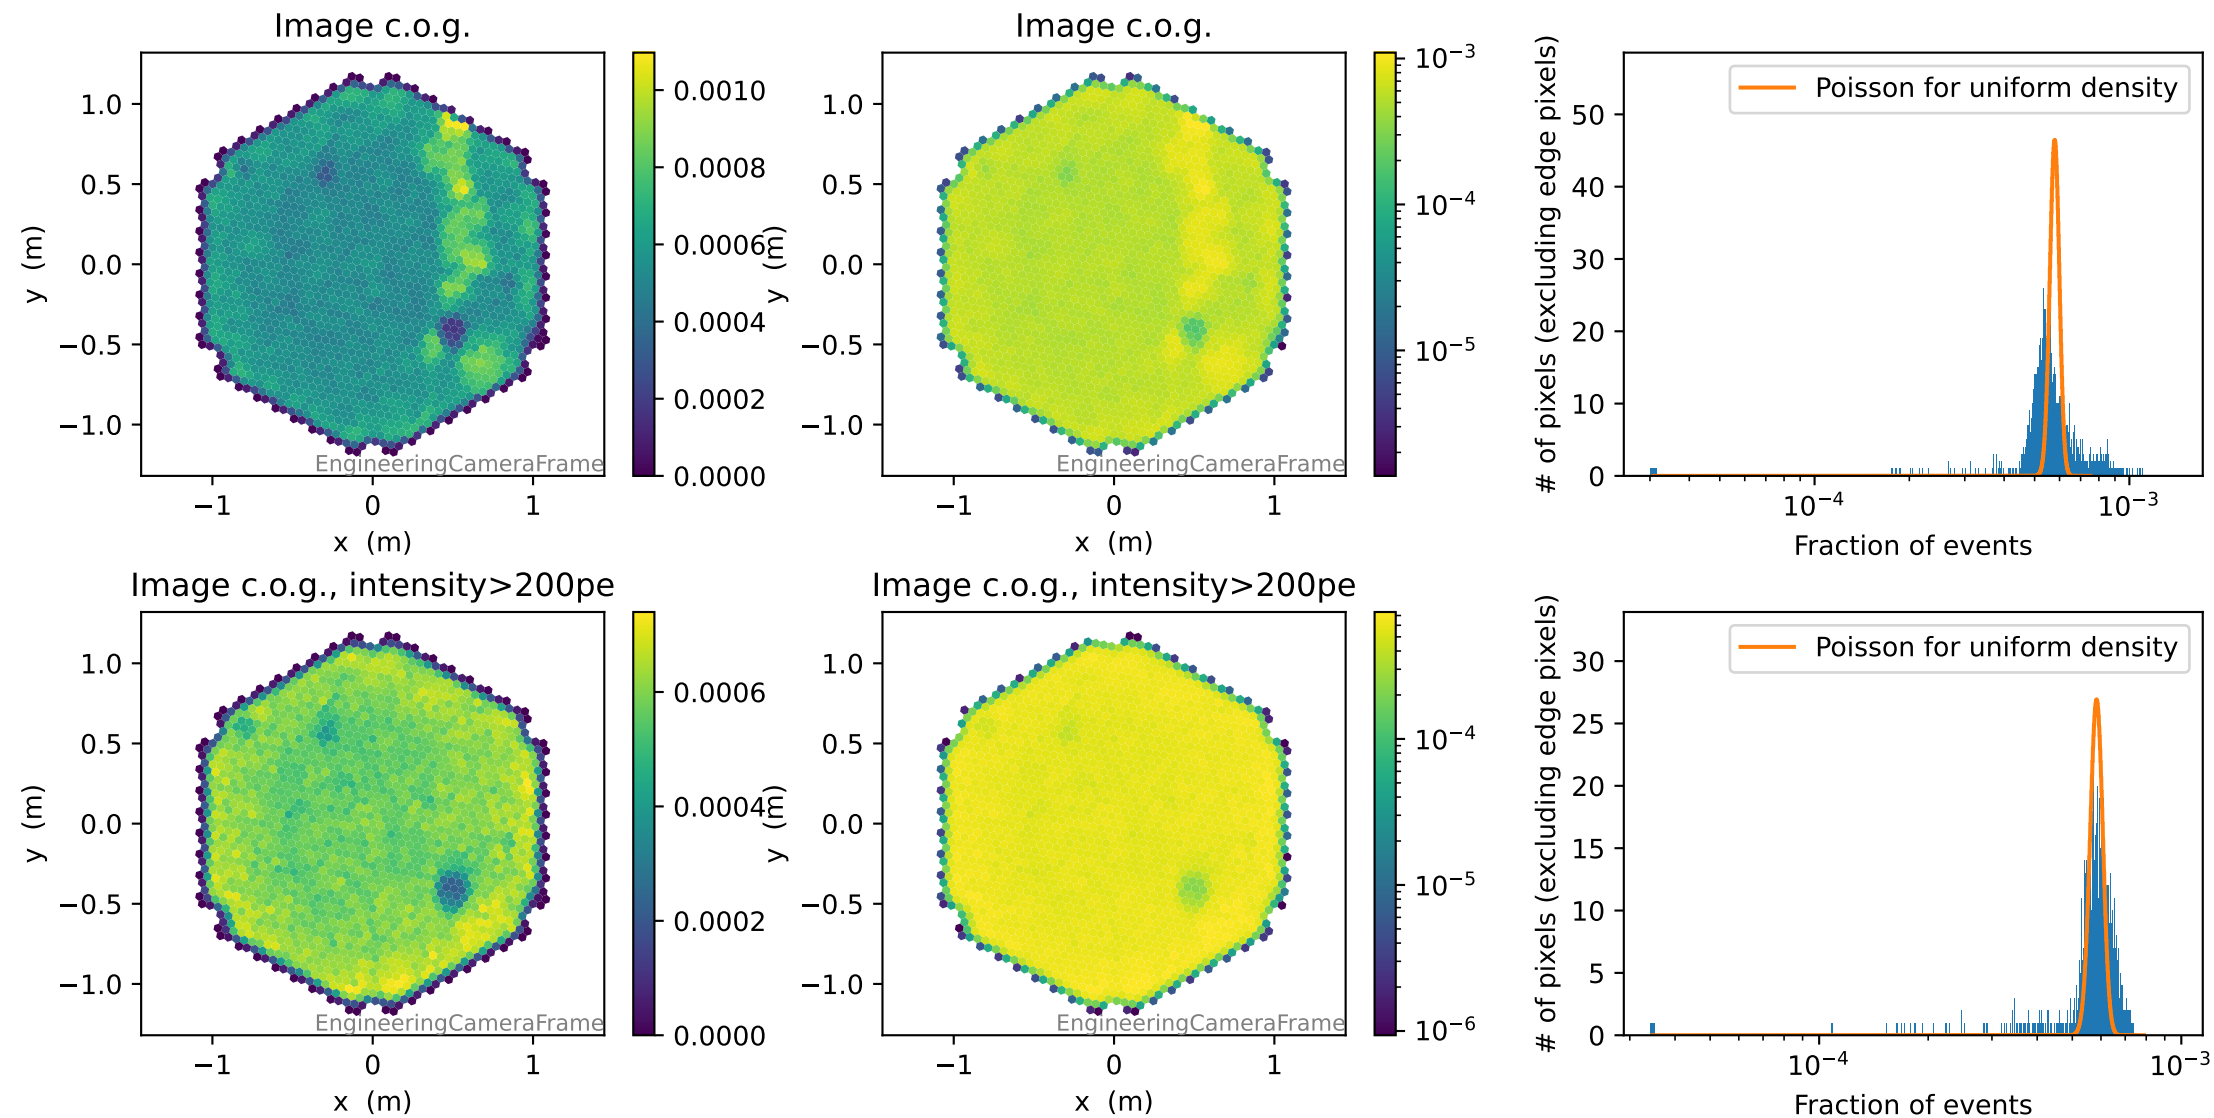 Image c.o.g.
1.0
0.5
0.0
−0.5
−1.0
y (m)
−1 0 1
x (m)
EngineeringCameraFrame
0.0010
0.0008
0.0006
0.0004
0.0002
0.0000
Image c.o.g.
1.0
0.5
0.0
−0.5
−1.0
y (m)
−1 0 1
x (m)
EngineeringCameraFrame
10⁻³
10⁻⁴
10⁻⁵
Poisson for uniform density
50
40
30
20
10
0
# of pixels (excluding edge pixels)
10⁻⁴ 10⁻³
Fraction of events
Image c.o.g., intensity>200pe
1.0
0.5
0.0
−0.5
−1.0
y (m)
−1 0 1
x (m)
EngineeringCameraFrame
0.0006
0.0004
0.0002
0.0000
Image c.o.g., intensity>200pe
1.0
0.5
0.0
−0.5
−1.0
y (m)
−1 0 1
x (m)
EngineeringCameraFrame
10⁻⁴
10⁻⁵
10⁻⁶
Poisson for uniform density
30
25
20
15
10
5
0
# of pixels (excluding edge pixels)
10⁻⁴ 10⁻³
Fraction of events